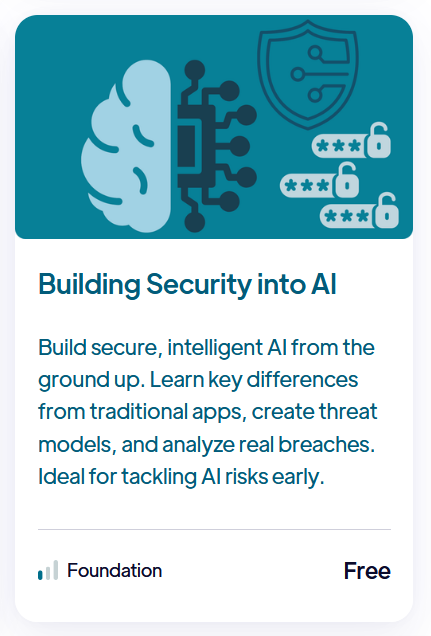 ***
***
***
Building Security into AI
Build secure, intelligent AI from the
ground up. Learn key differences
from traditional apps, create threat
models, and analyze real breaches.
Ideal for tackling AI risks early.
Foundation
Free